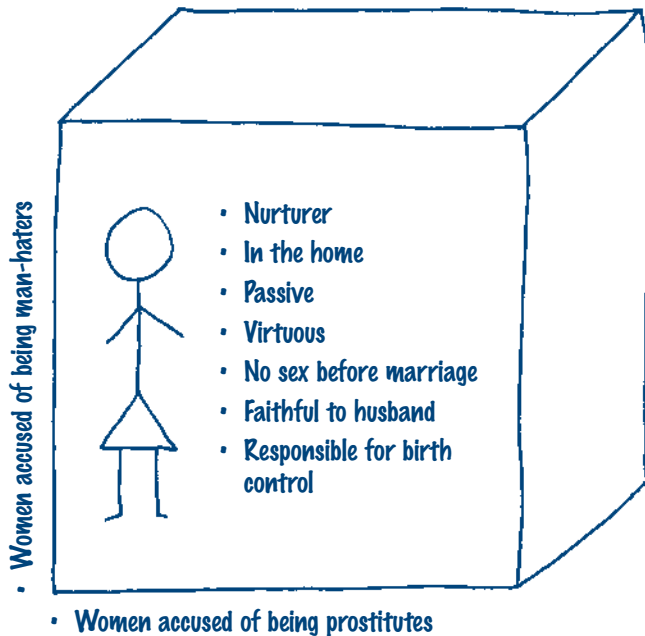 • Women accused of being man-haters
• Nurturer
• In the home
• Passive
• Virtuous
• No sex before marriage
• Faithful to husband
• Responsible for birth
control
• Women accused of being prostitutes